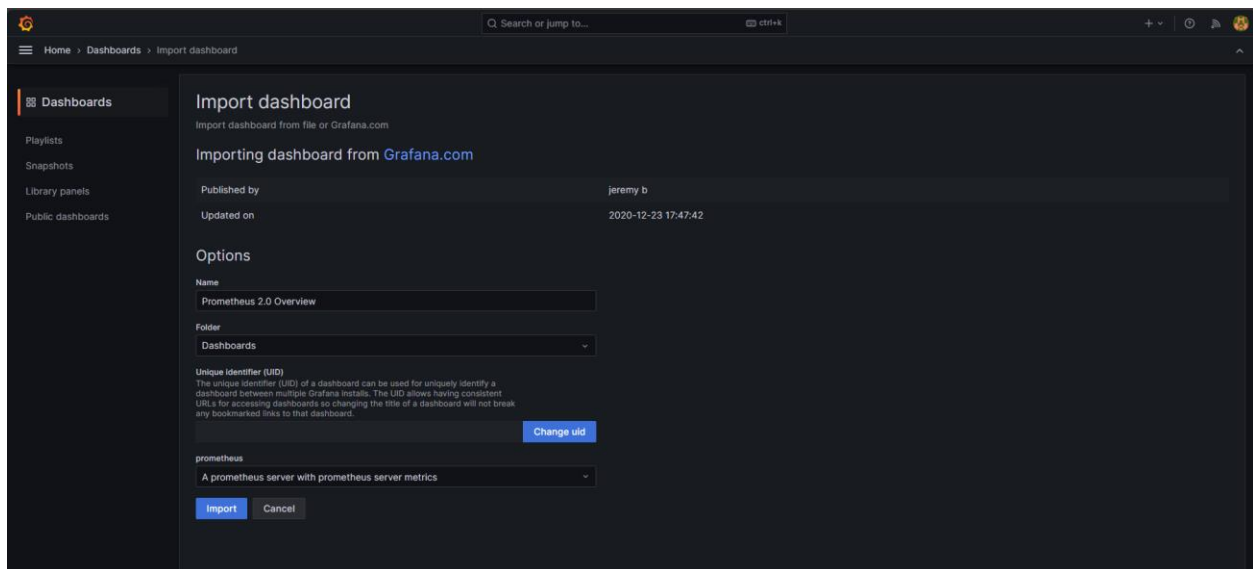 Search or jump to...
ctrl+k
Home › Dashboards › Import dashboard
Dashboards
Playlists
Snapshots
Library panels
Public dashboards
Import dashboard
Import dashboard from file or Grafana.com
Importing dashboard from Grafana.com
Published by jeremy b
Updated on 2020-12-23 17:47:42
Options
Name
Prometheus 2.0 Overview
Folder
Dashboards
Unique identifier (UID)
The unique identifier (UID) of a dashboard can be used for uniquely identify a
dashboard between multiple Grafana installs. The UID allows having consistent
URLs for accessing dashboards so changing the title of a dashboard will not break
any bookmarked links to that dashboard.
Change uid
prometheus
A prometheus server with prometheus server metrics
Import Cancel